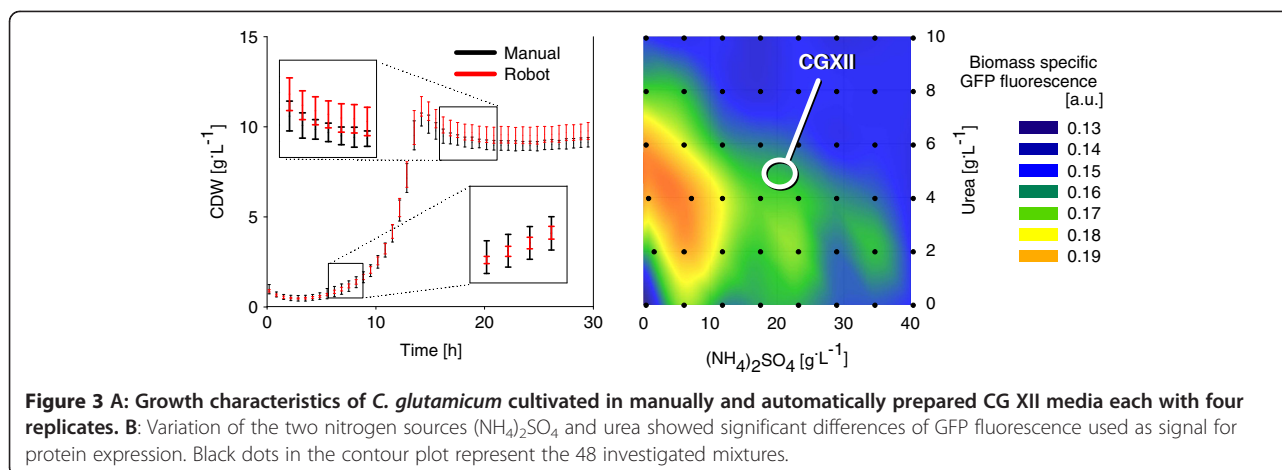 15
10
5
0
CDW [g·L⁻¹]
Manual
Robot
0 10 20 30
Time [h]
CGXII
10
8
6
4
2
0
Urea [g·L⁻¹]
0 10 20 30 40
(NH₄)₂SO₄ [g·L⁻¹]
Biomass specific
GFP fluorescence
[a.u.]
0.13
0.14
0.15
0.16
0.17
0.18
0.19
Figure 3 A: Growth characteristics of C. glutamicum cultivated in manually and automatically prepared CG XII media each with four
replicates. B: Variation of the two nitrogen sources (NH₄)₂SO₄ and urea showed significant differences of GFP fluorescence used as signal for
protein expression. Black dots in the contour plot represent the 48 investigated mixtures.